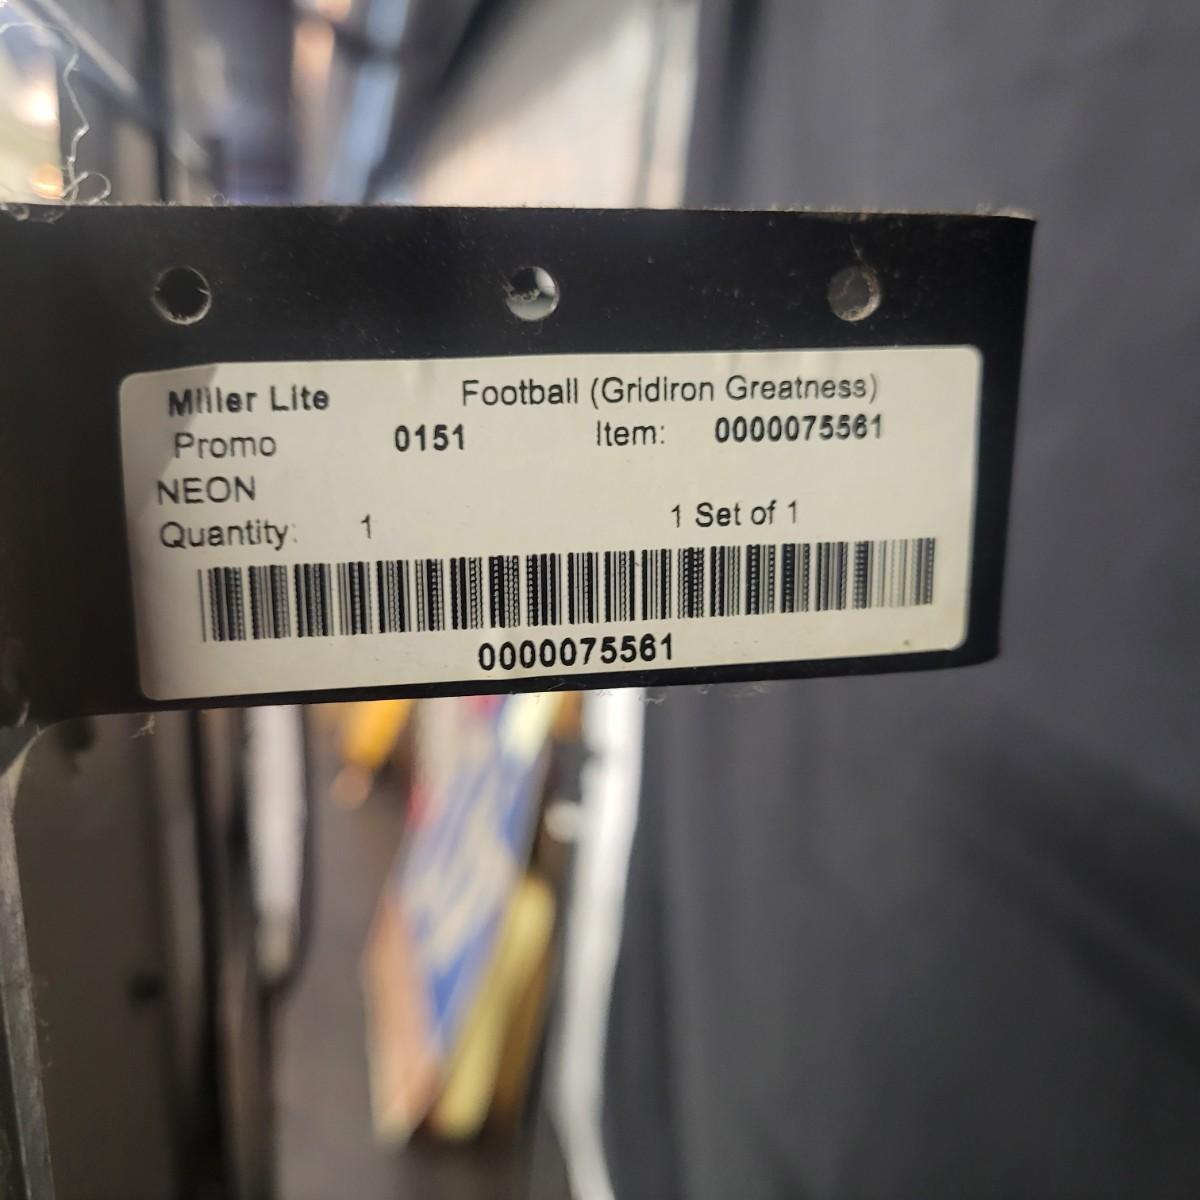 Miller Lite Football (Gridiron Greatness)
Promo 0151 Item: 0000075561
NEON
Quantity: 1 1 Set of 1
0000075561